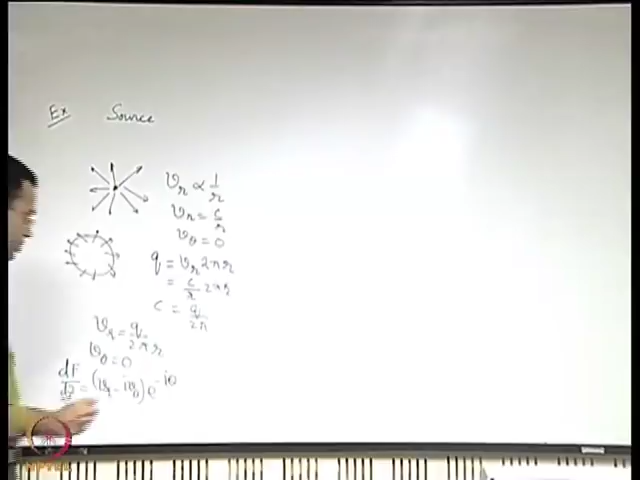 Ex Source
v_r ∝ 1/r
v_r = c/r
v_θ = 0
q = v_r 2πr
= c/r 2πr
c = q/2π
v_r = q/2πr
v_θ = 0
dF/dz = (v_r - iv_θ) e^-iθ
NPTEL